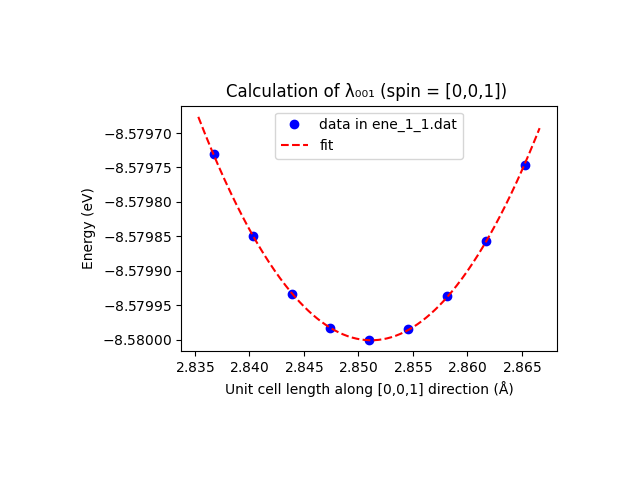 Calculation of λ₀₀₁ (spin = [0,0,1])
data in ene_1_1.dat
fit
−8.57970
−8.57975
−8.57980
−8.57985
−8.57990
−8.57995
−8.58000
Energy (eV)
2.835 2.840 2.845 2.850 2.855 2.860 2.865
Unit cell length along [0,0,1] direction (Å)